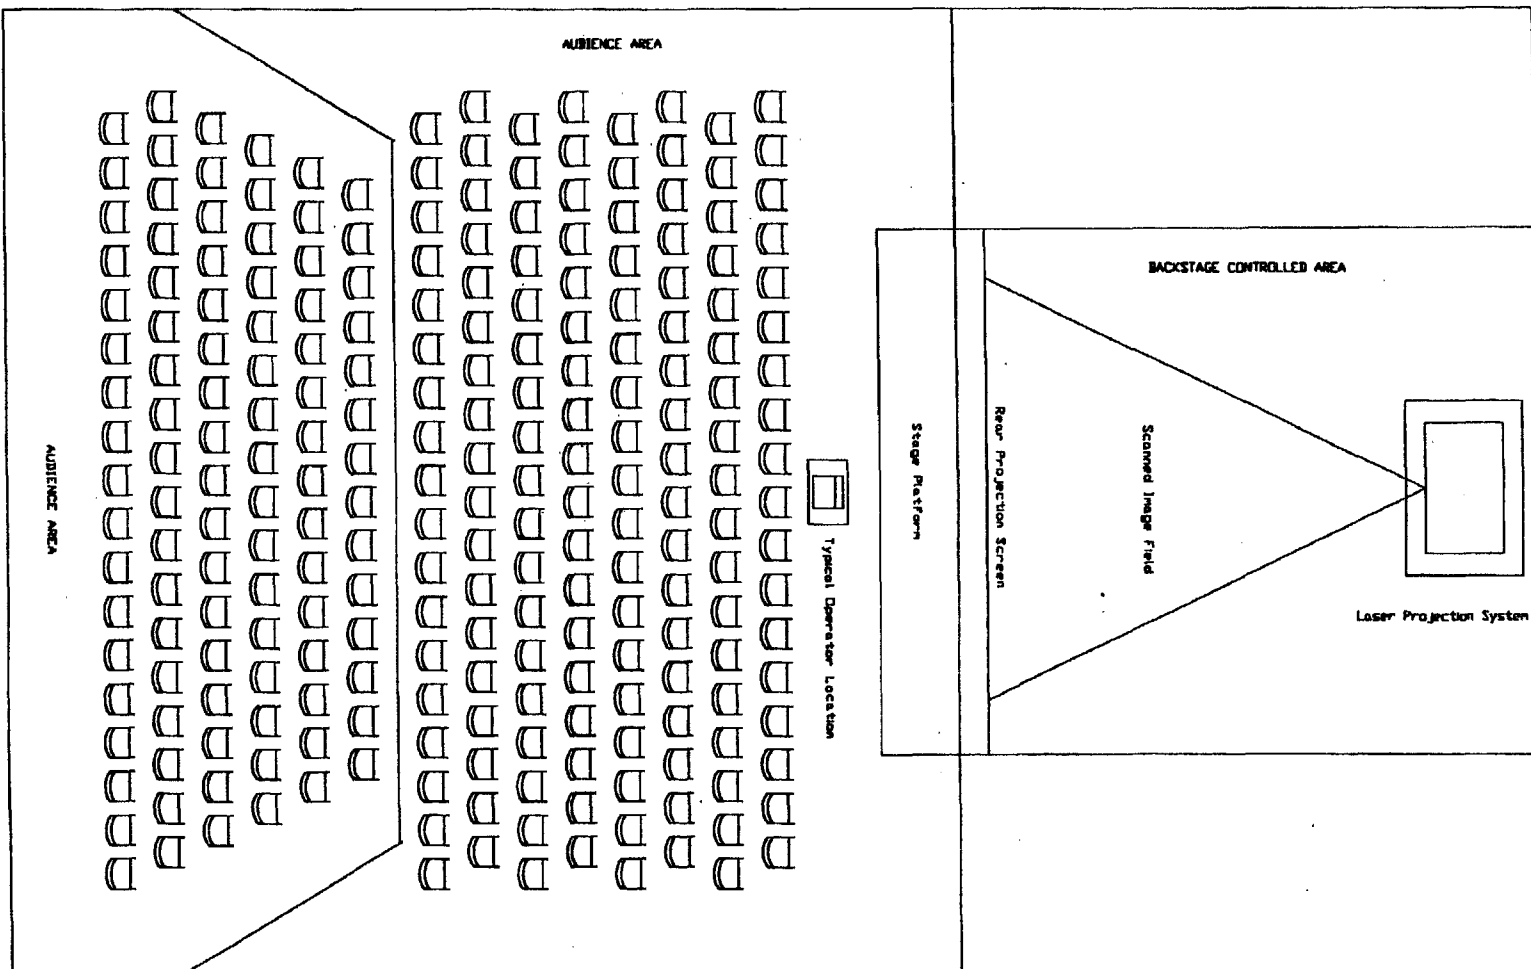 AUDIENCE AREA
BACKSTAGE CONTROLLED AREA
AUDIENCE AREA
Typical Operator Location
Stage Platform
Rear Projection Screen
Scanned Image Field
Laser Projection System